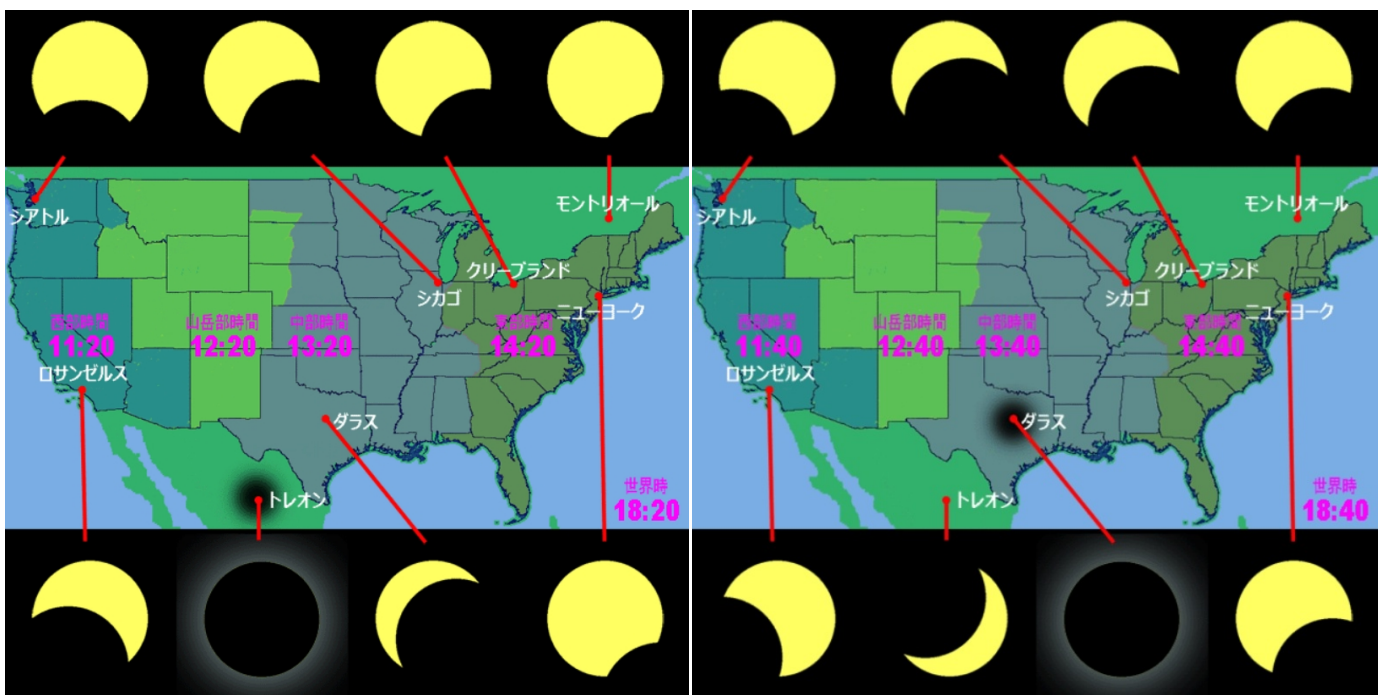 シアトル
モントリオール
クリーブランド
シカゴ
ニューヨーク
西部時間
11:20
山岳部時間
12:20
中部時間
13:20
東部時間
14:20
ロサンゼルス
ダラス
トレオン
世界時
18:20
シアトル
モントリオール
クリーブランド
シカゴ
ニューヨーク
西部時間
11:40
山岳部時間
12:40
中部時間
13:40
東部時間
14:40
ロサンゼルス
ダラス
トレオン
世界時
18:40